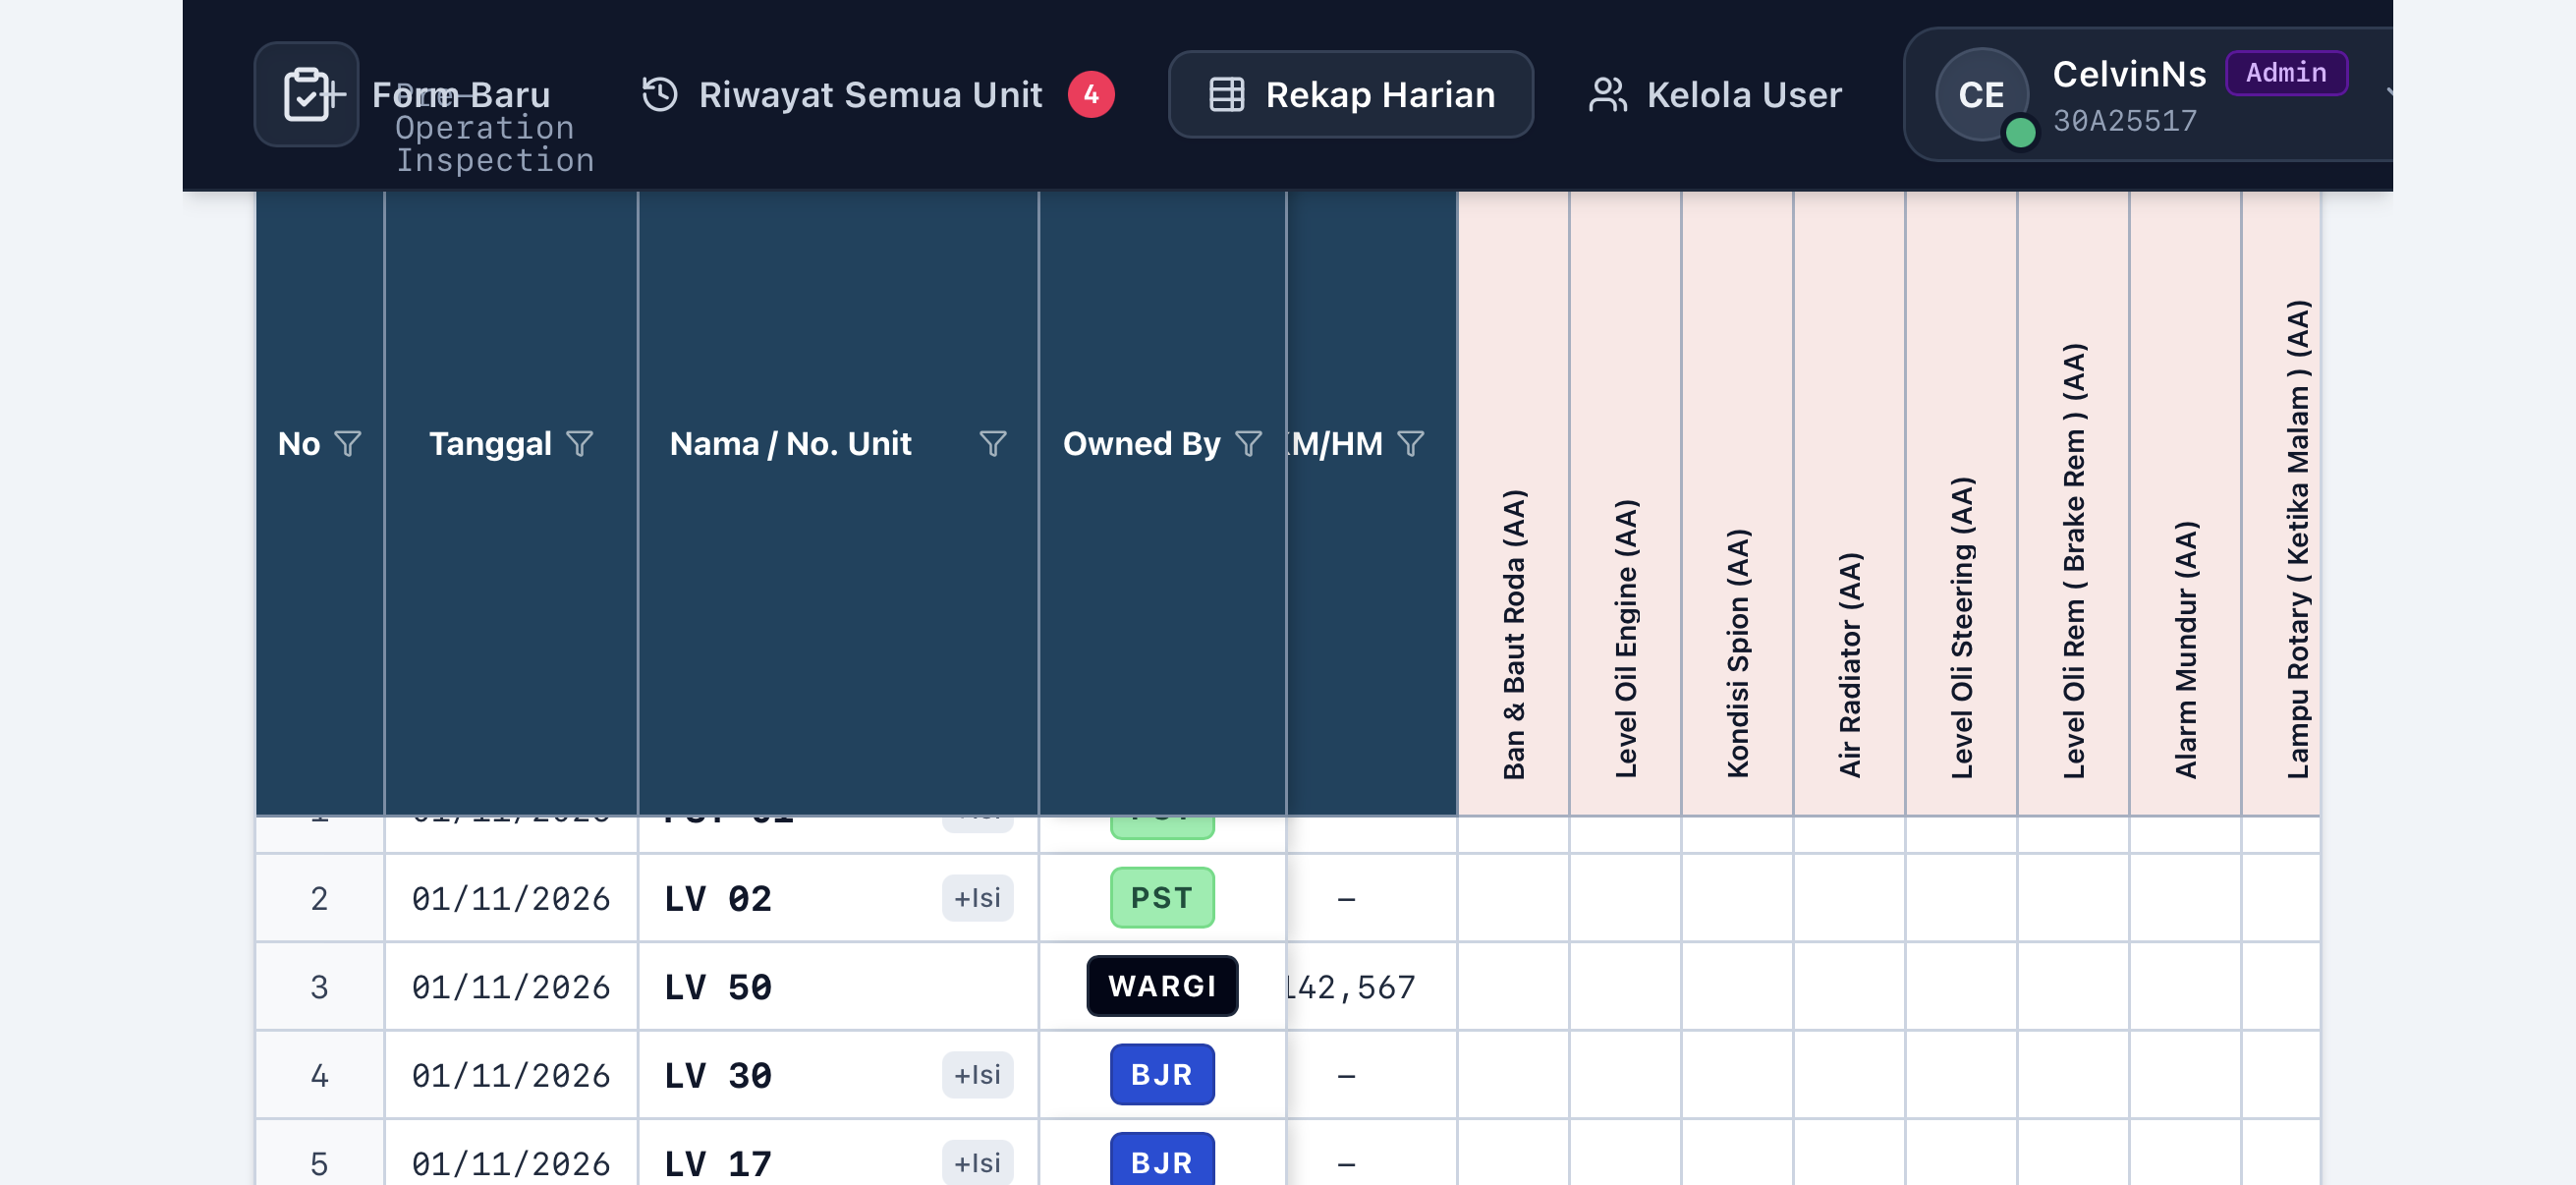 Form Baru
Operation
Inspection
Riwayat Semua Unit 4
Rekap Harian
Kelola User
CE
CelvinNs Admin
30A25517
No
Tanggal
Nama / No. Unit
Owned By
KM/HM
Ban & Baut Roda (AA)
Level Oil Engine (AA)
Kondisi Spion (AA)
Air Radiator (AA)
Level Oli Steering (AA)
Level Oli Rem ( Brake Rem ) (AA)
Alarm Mundur (AA)
Lampu Rotary ( Ketika Malam ) (AA)
2 01/11/2026 LV 02 +Isi PST –
3 01/11/2026 LV 50 WARGI 142,567
4 01/11/2026 LV 30 +Isi BJR –
5 01/11/2026 LV 17 +Isi BJR –